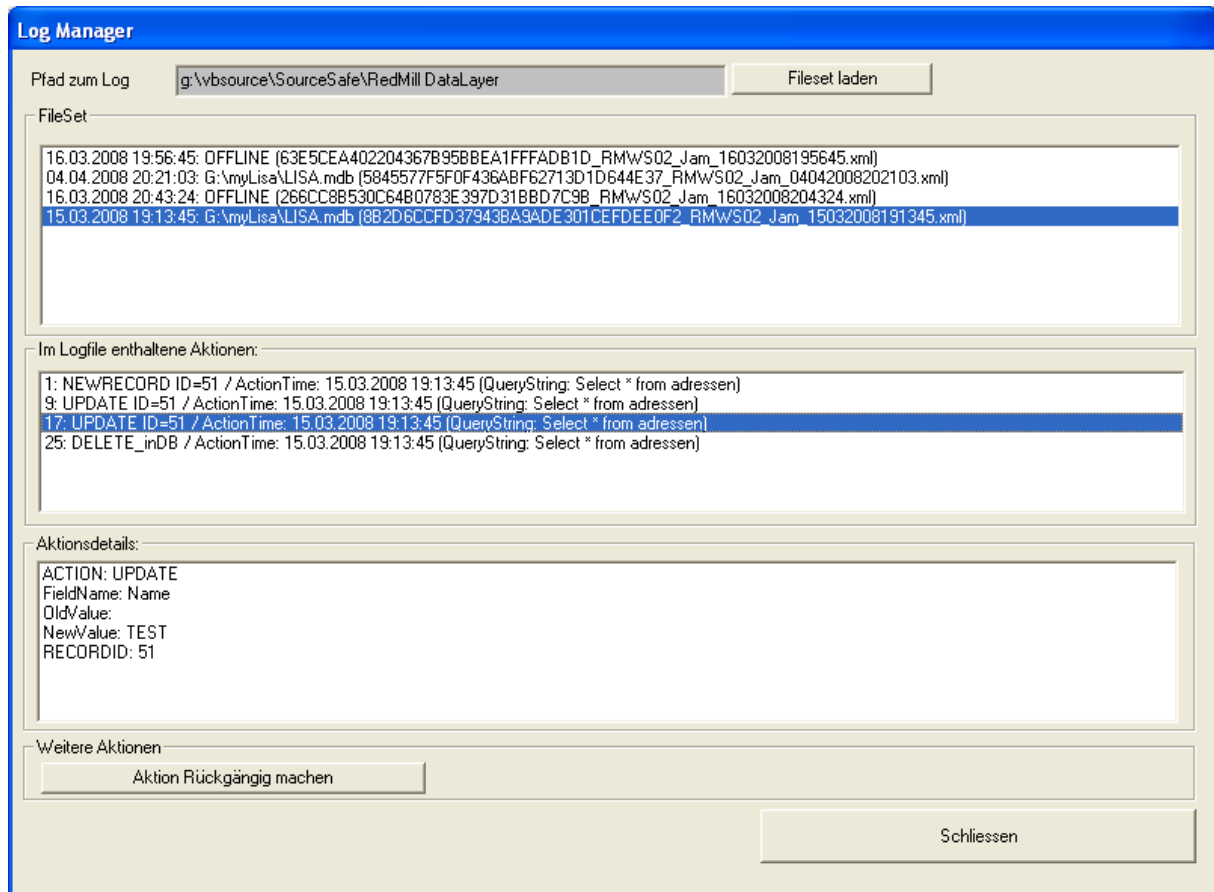 Log Manager
Pfad zum Log g:\vbsource\SourceSafe\RedMill DataLayer Fileset laden
FileSet
16.03.2008 19:56:45: OFFLINE (63E5CEA402204367B95BBEA1FFFADB1D_RMWS02_Jam_16032008195645.xml)
04.04.2008 20:21:03: G:\myLisa\LISA.mdb (5845577F5F0F436ABF62713D1D644E37_RMWS02_Jam_04042008202103.xml)
16.03.2008 20:43:24: OFFLINE (266CC8B530C64B0783E397D31BBD7C9B_RMWS02_Jam_16032008204324.xml)
15.03.2008 19:13:45: G:\myLisa\LISA.mdb (8B2D6CCFD37943BA9ADE301CEFDEE0F2_RMWS02_Jam_15032008191345.xml)
Im Logfile enthaltene Aktionen:
1: NEWRECORD ID=51 / ActionTime: 15.03.2008 19:13:45 (QueryString: Select * from adressen)
9: UPDATE ID=51 / ActionTime: 15.03.2008 19:13:45 (QueryString: Select * from adressen)
17: UPDATE ID=51 / ActionTime: 15.03.2008 19:13:45 (QueryString: Select * from adressen)
25: DELETE_inDB / ActionTime: 15.03.2008 19:13:45 (QueryString: Select * from adressen)
Aktionsdetails:
ACTION: UPDATE
FieldName: Name
OldValue:
NewValue: TEST
RECORDID: 51
Weitere Aktionen
Aktion Rückgängig machen
Schliessen